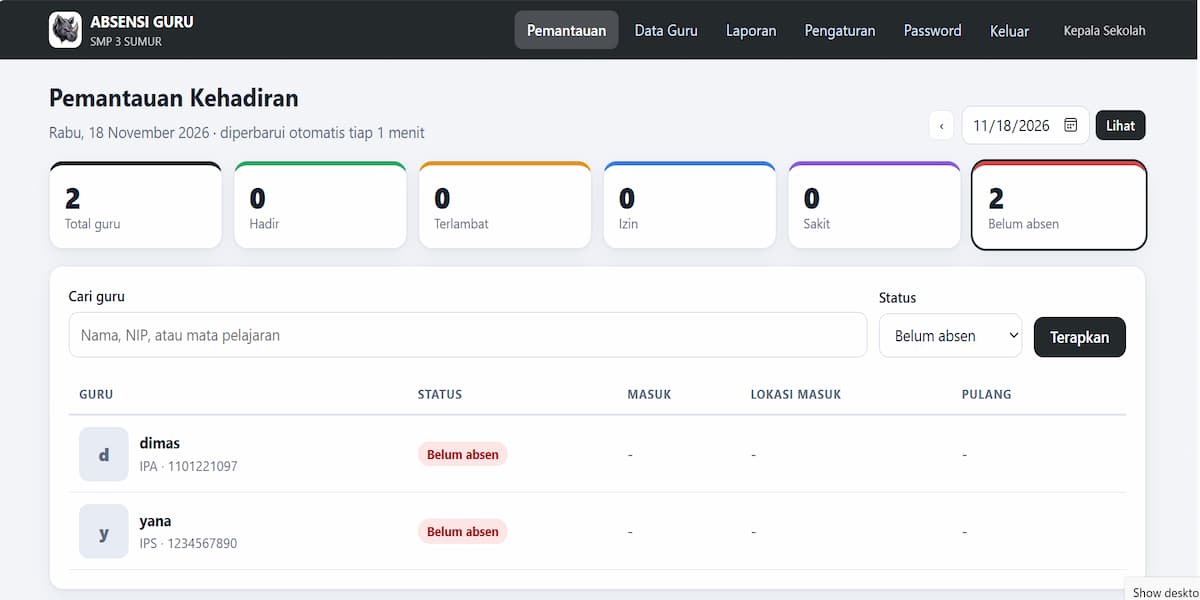 ABSENSI GURU
SMP 3 SUMUR
Pemantauan
Data Guru
Laporan
Pengaturan
Password
Keluar
Kepala Sekolah
Pemantauan Kehadiran
Rabu, 18 November 2026 · diperbarui otomatis tiap 1 menit
‹
11/18/2026
Lihat
2
Total guru
0
Hadir
0
Terlambat
0
Izin
0
Sakit
2
Belum absen
Cari guru
Nama, NIP, atau mata pelajaran
Status
Belum absen
Terapkan
GURU STATUS MASUK LOKASI MASUK PULANG
d
dimas
IPA · 1101221097
Belum absen
-
-
-
y
yana
IPS · 1234567890
Belum absen
-
-
-
Show deskto